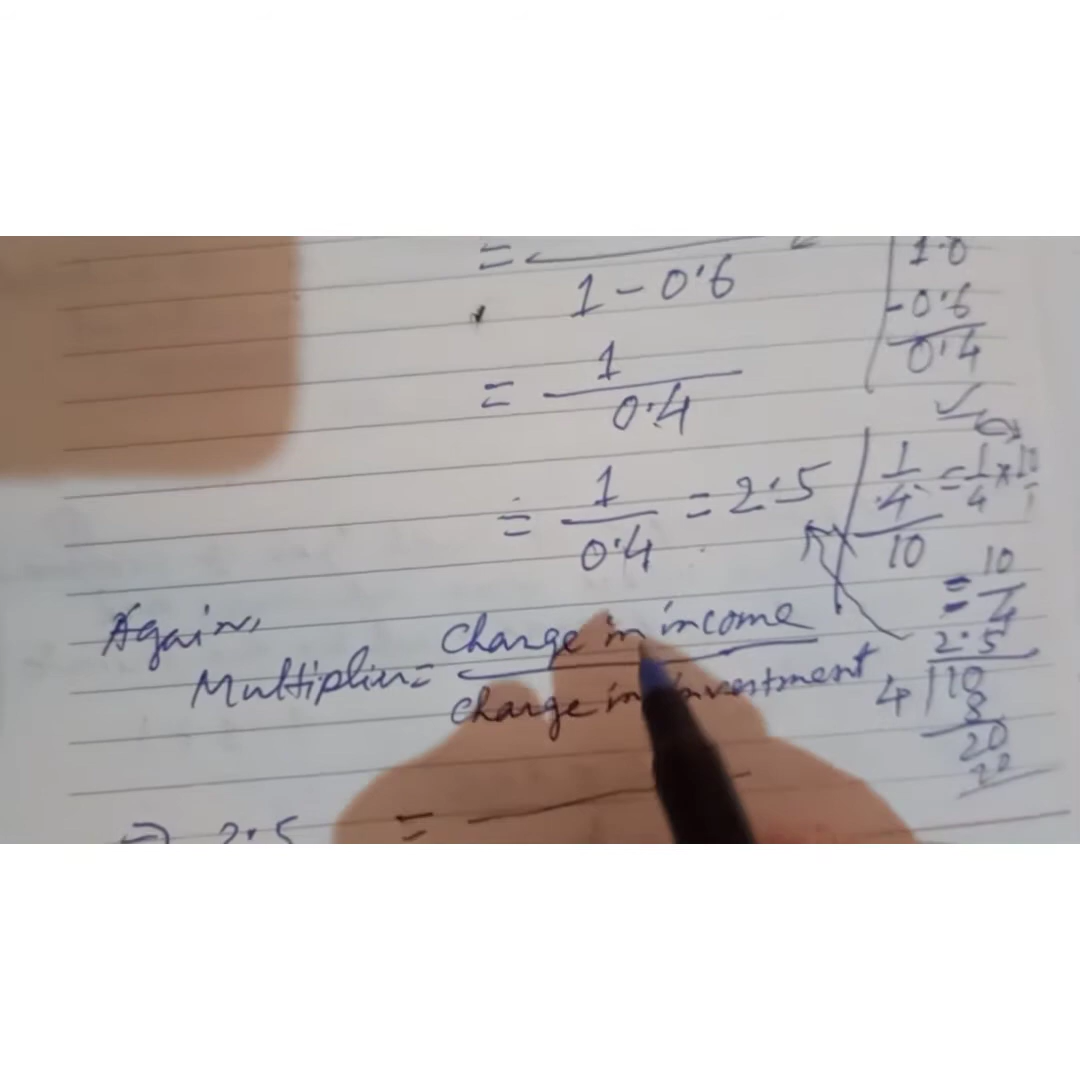 =
1 - 0.6
= 1
0.4
= 1
0.4 = 2.5
Again,
Multiplier = Change in income
change in investment
⇒ 2.5 =
1.0
- 0.6
0.4
✓
1
4 = 1
4 × 10
1
10
= 10
4
2.5
4 | 10
8
20
20